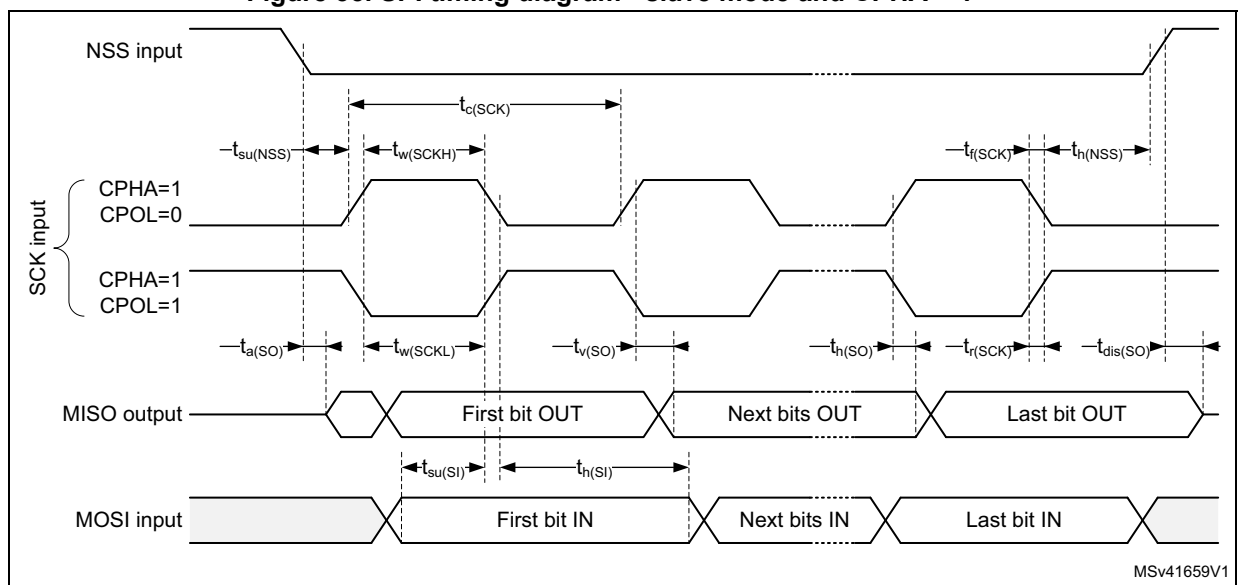 NSS input
tc(SCK)
tsu(NSS)
tw(SCKH)
tf(SCK)
th(NSS)
SCK input
CPHA=1
CPOL=0
CPHA=1
CPOL=1
ta(SO)
tw(SCKL)
tv(SO)
th(SO)
tr(SCK)
tdis(SO)
MISO output
First bit OUT
Next bits OUT
Last bit OUT
tsu(SI)
th(SI)
MOSI input
First bit IN
Next bits IN
Last bit IN
MSv41659V1